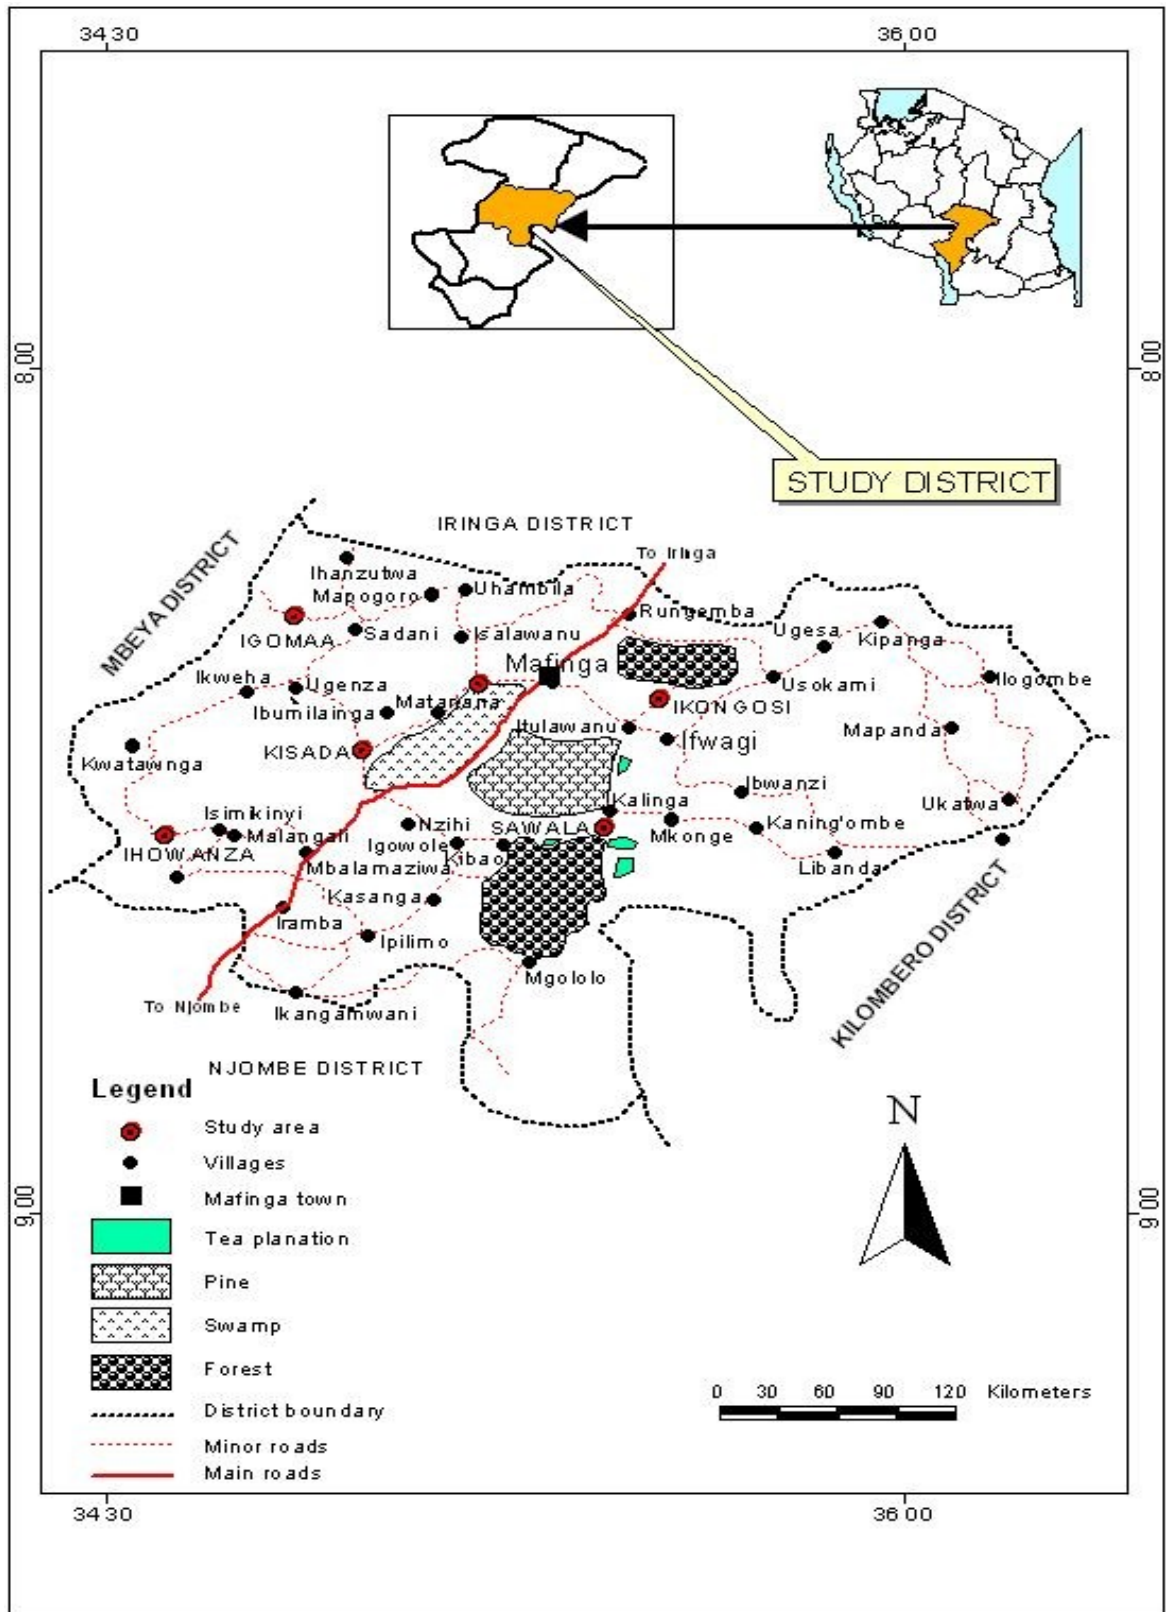 34 30
36 00
8 00
8 00
STUDY DISTRICT
IRINGA DISTRICT
MBEYA DISTRICT
To Iringa
Ihanzutwa
Mapogoro
Uhambila
Rungemba
IGOMAA
Sadani
Isalawanu
Ugesa
Kipanga
Mafinga
Ikweha
Ugenza
Matanana
Usokami
Ilogombe
Ibumilainga
IKONGOSI
Itulawanu
Ifwagi
Mapanda
KISADA
Kwatawnga
Ibwanzi
Ukatwa
Isimikinyi
Malangali
Nzihi
SAWALA
Kalinga
Mkonge
Kaning'ombe
IHOWANZA
Igowole
Kibao
Mbalamaziwa
Libanda
Kasanga
Iramba
Ipilimo
Mgololo
To Njombe
Ikangamwani
KILOMBERO DISTRICT
NJOMBE DISTRICT
Legend
Study area
Villages
Mafinga town
Tea planation
Pine
Swamp
Forest
District boundary
Minor roads
Main roads
N
9 00
9 00
0 30 60 90 120 Kilometers
34 30
36 00